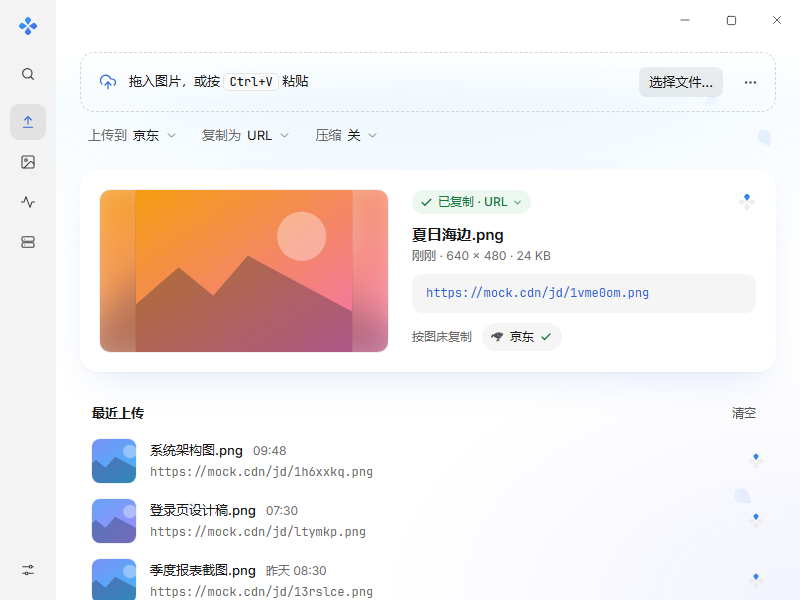 拖入图片，或按 Ctrl+V 粘贴
选择文件...
上传到 京东 复制为 URL 压缩 关
已复制 · URL
夏日海边.png
刚刚 · 640 × 480 · 24 KB
https://mock.cdn/jd/1vme0om.png
按图床复制 京东
最近上传 清空
系统架构图.png 09:48
https://mock.cdn/jd/1h6xxkq.png
登录页设计稿.png 07:30
https://mock.cdn/jd/ltymkp.png
季度报表截图.png 昨天 08:30
https://mock.cdn/jd/13rslce.png